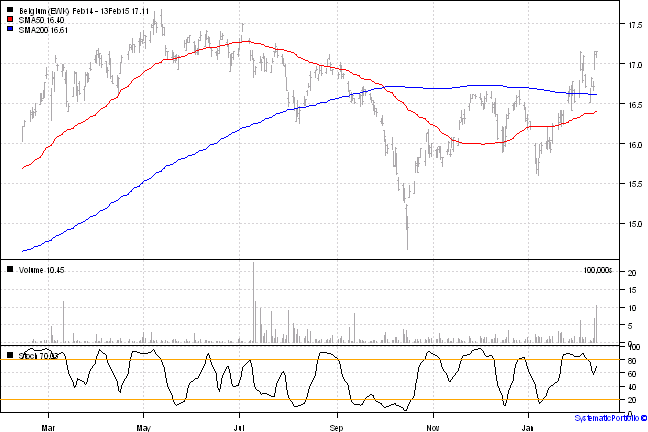 Belgium (EWK) Feb14 - 13Feb15 17.11
SMA50 16.40
SMA200 16.61
17.5
17.0
16.5
16.0
15.5
15.0
Volume 10.45
100,000s
20
15
10
5
0
Stoch 70.03
100
80
60
40
20
0
Mar
May
Jul
Sep
Nov
Jan
SystematicPortfolio ©